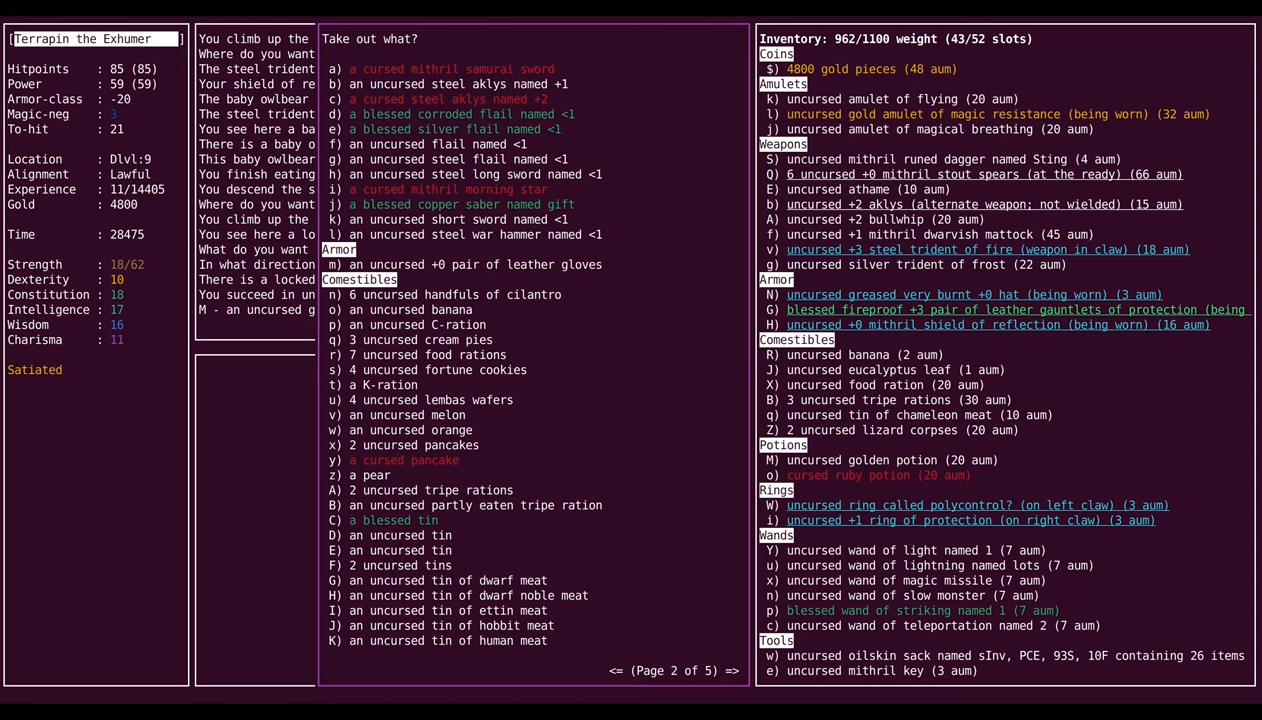 [Terrapin the Exhumer ]
Hitpoints : 85 (85)
Power : 59 (59)
Armor-class : -20
Magic-neg : 3
To-hit : 21
Location : Dlvl:9
Alignment : Lawful
Experience : 11/14405
Gold : 4800
Time : 28475
Strength : 18/62
Dexterity : 10
Constitution : 18
Intelligence : 17
Wisdom : 16
Charisma : 11
Satiated
You climb up the
Where do you want
The steel trident
Your shield of re
The baby owlbear
The steel trident
You see here a ba
There is a baby o
This baby owlbear
You finish eating
You descend the s
Where do you want
You climb up the
You see here a lo
What do you want
In what direction
There is a locked
You succeed in un
M - an uncursed g
Take out what?
a) a cursed mithril samurai sword
b) an uncursed steel aklys named +1
c) a cursed steel aklys named +2
d) a blessed corroded flail named <1
e) a blessed silver flail named <1
f) an uncursed flail named <1
g) an uncursed steel flail named <1
h) an uncursed steel long sword named <1
i) a cursed mithril morning star
j) a blessed copper saber named gift
k) an uncursed short sword named <1
l) an uncursed steel war hammer named <1
Armor
m) an uncursed +0 pair of leather gloves
Comestibles
n) 6 uncursed handfuls of cilantro
o) an uncursed banana
p) an uncursed C-ration
q) 3 uncursed cream pies
r) 7 uncursed food rations
s) 4 uncursed fortune cookies
t) a K-ration
u) 4 uncursed lembas wafers
v) an uncursed melon
w) an uncursed orange
x) 2 uncursed pancakes
y) a cursed pancake
z) a pear
A) 2 uncursed tripe rations
B) an uncursed partly eaten tripe ration
C) a blessed tin
D) an uncursed tin
E) an uncursed tin
F) 2 uncursed tins
G) an uncursed tin of dwarf meat
H) an uncursed tin of dwarf noble meat
I) an uncursed tin of ettin meat
J) an uncursed tin of hobbit meat
K) an uncursed tin of human meat
<= (Page 2 of 5) =>
Inventory: 962/1100 weight (43/52 slots)
Coins
$) 4800 gold pieces (48 aum)
Amulets
k) uncursed amulet of flying (20 aum)
l) uncursed gold amulet of magic resistance (being worn) (32 aum)
j) uncursed amulet of magical breathing (20 aum)
Weapons
S) uncursed mithril runed dagger named Sting (4 aum)
Q) 6 uncursed +0 mithril stout spears (at the ready) (66 aum)
E) uncursed athame (10 aum)
b) uncursed +2 aklys (alternate weapon; not wielded) (15 aum)
A) uncursed +2 bullwhip (20 aum)
f) uncursed +1 mithril dwarvish mattock (45 aum)
v) uncursed +3 steel trident of fire (weapon in claw) (18 aum)
g) uncursed silver trident of frost (22 aum)
Armor
N) uncursed greased very burnt +0 hat (being worn) (3 aum)
G) blessed fireproof +3 pair of leather gauntlets of protection (being
H) uncursed +0 mithril shield of reflection (being worn) (16 aum)
Comestibles
R) uncursed banana (2 aum)
J) uncursed eucalyptus leaf (1 aum)
X) uncursed food ration (20 aum)
B) 3 uncursed tripe rations (30 aum)
q) uncursed tin of chameleon meat (10 aum)
Z) 2 uncursed lizard corpses (20 aum)
Potions
M) uncursed golden potion (20 aum)
o) cursed ruby potion (20 aum)
Rings
W) uncursed ring called polycontrol? (on left claw) (3 aum)
i) uncursed +1 ring of protection (on right claw) (3 aum)
Wands
Y) uncursed wand of light named 1 (7 aum)
u) uncursed wand of lightning named lots (7 aum)
x) uncursed wand of magic missile (7 aum)
n) uncursed wand of slow monster (7 aum)
p) blessed wand of striking named 1 (7 aum)
c) uncursed wand of teleportation named 2 (7 aum)
Tools
w) uncursed oilskin sack named sInv, PCE, 93S, 10F containing 26 items
e) uncursed mithril key (3 aum)